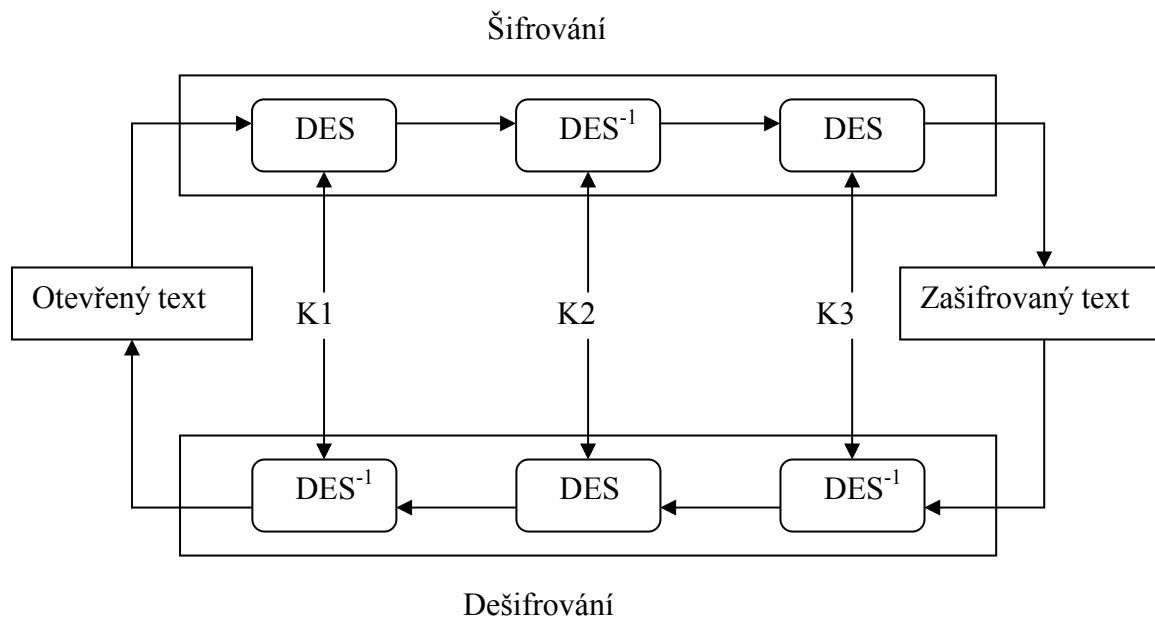 Šifrování
DES DES⁻¹ DES
Otevřený text K1 K2 K3 Zašifrovaný text
DES⁻¹ DES DES⁻¹
Dešifrování